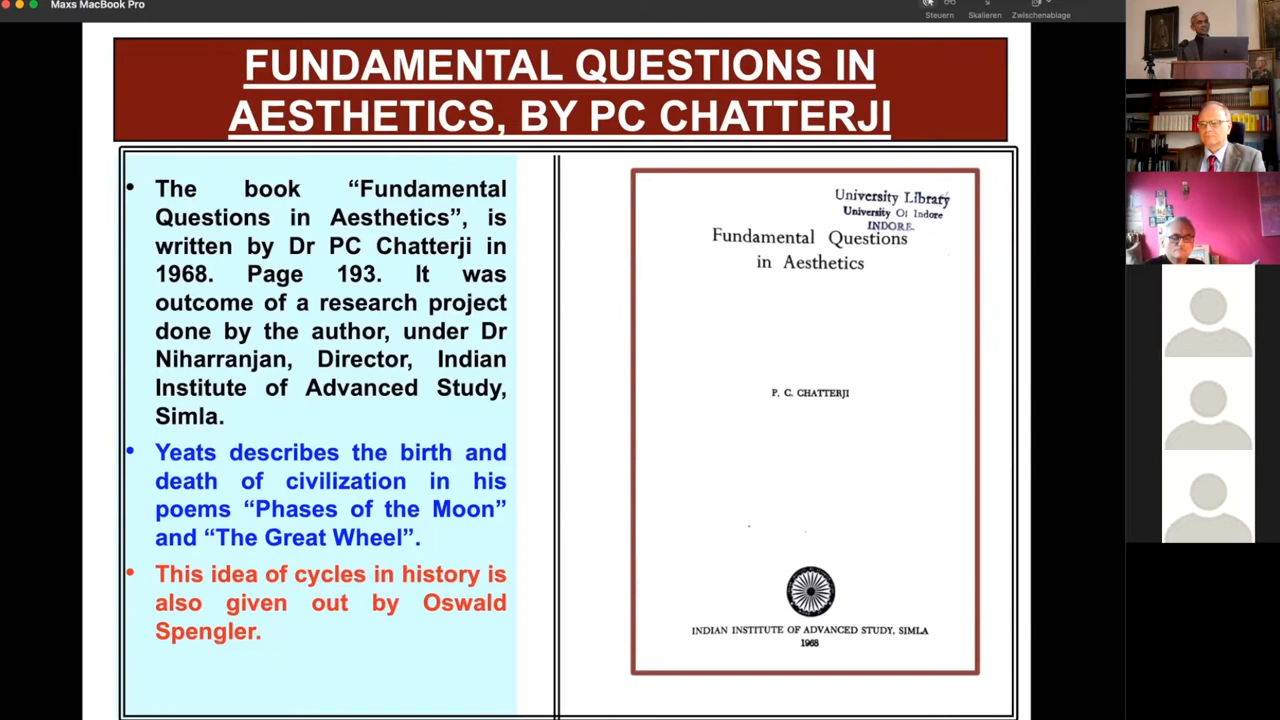 Maxs MacBook Pro
Steuern
Skalieren
Zwischenablage
FUNDAMENTAL QUESTIONS IN
AESTHETICS, BY PC CHATTERJI
• The book “Fundamental
Questions in Aesthetics”, is
written by Dr PC Chatterji in
1968. Page 193. It was
outcome of a research project
done by the author, under Dr
Niharranjan, Director, Indian
Institute of Advanced Study,
Simla.
• Yeats describes the birth and
death of civilization in his
poems “Phases of the Moon”
and “The Great Wheel”.
• This idea of cycles in history is
also given out by Oswald
Spengler.
University Library
University Of Indore
INDORE.
Fundamental Questions
in Aesthetics
P. C. CHATTERJI
INDIAN INSTITUTE OF ADVANCED STUDY, SIMLA
1968